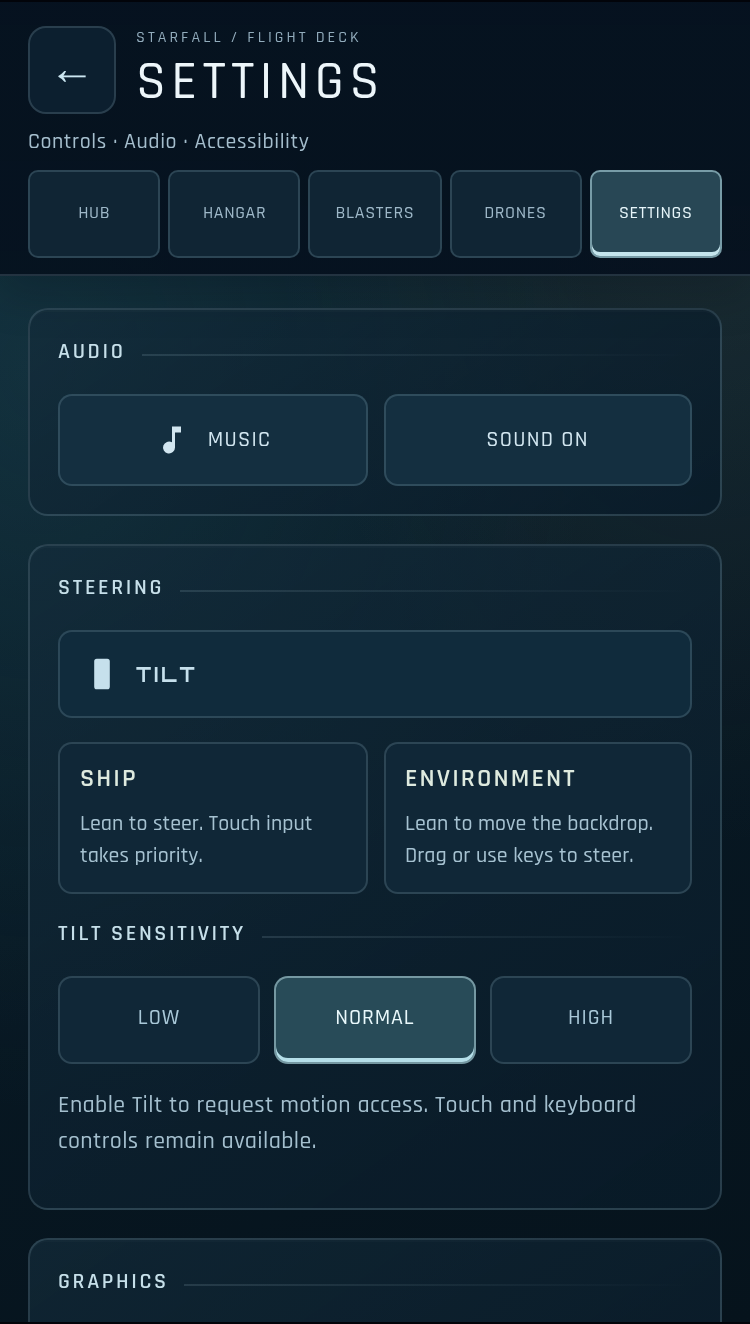 STARFALL / FLIGHT DECK
←
SETTINGS
Controls · Audio · Accessibility
HUB
HANGAR
BLASTERS
DRONES
SETTINGS
AUDIO
MUSIC
SOUND ON
STEERING
TILT
SHIP
Lean to steer. Touch input
takes priority.
ENVIRONMENT
Lean to move the backdrop.
Drag or use keys to steer.
TILT SENSITIVITY
LOW
NORMAL
HIGH
Enable Tilt to request motion access. Touch and keyboard
controls remain available.
GRAPHICS